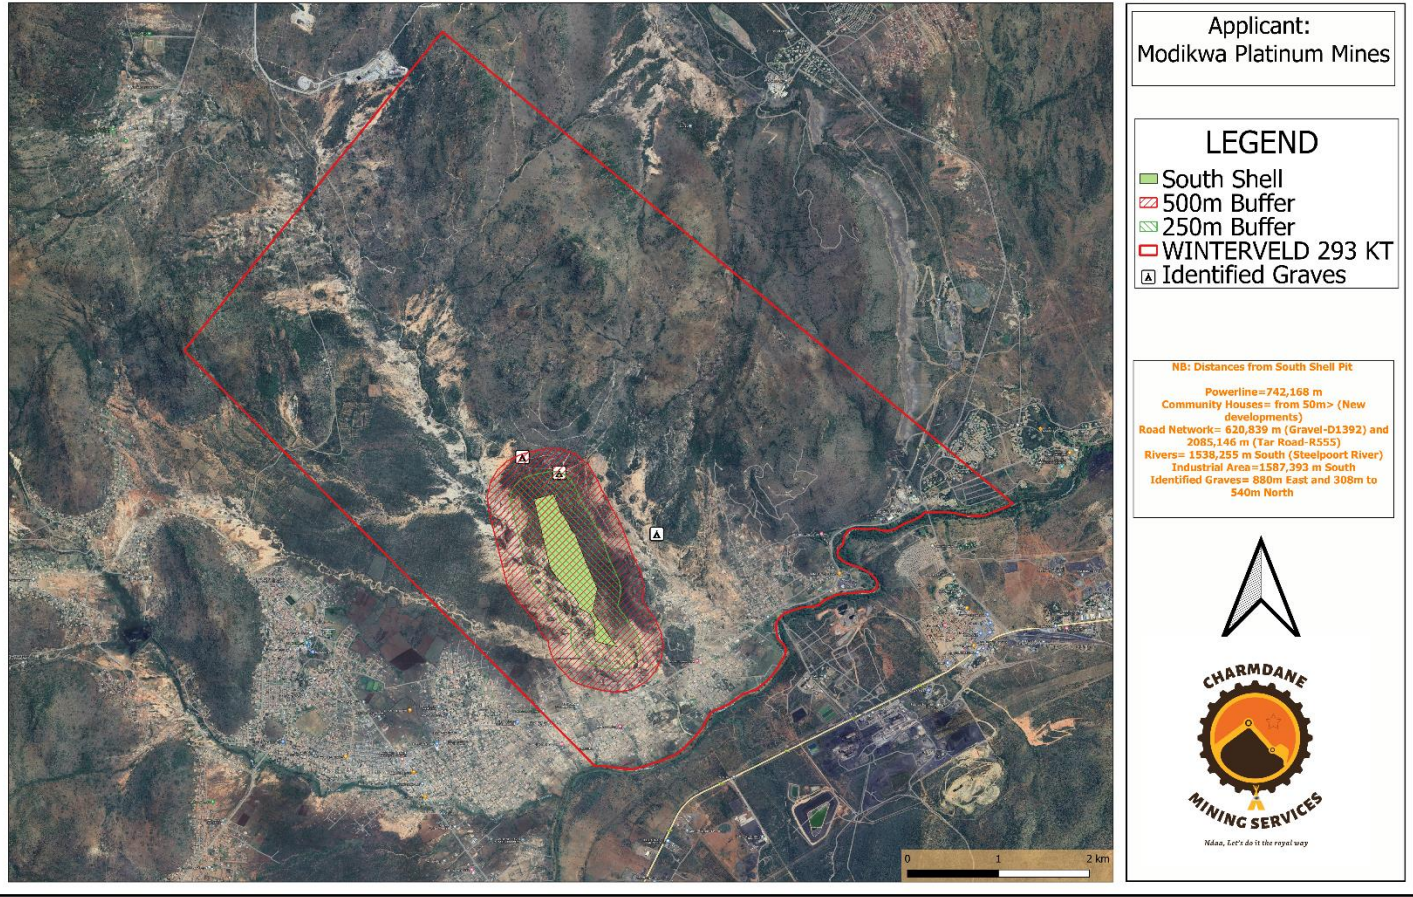 Applicant:
Modikwa Platinum Mines
LEGEND
South Shell
500m Buffer
250m Buffer
WINTERVELD 293 KT
Identified Graves
NB: Distances from South Shell Pit
Powerline=742,168 m
Community Houses= from 50m> (New
developments)
Road Network= 620,839 m (Gravel-D1392) and
2085,146 m (Tar Road-R555)
Rivers= 1538,255 m South (Steelpoort River)
Industrial Area=1587,393 m South
Identified Graves= 880m East and 308m to
540m North
CHARMDANE
MINING SERVICES
Ndaa, Let's do it the royal way
0 1 2 km